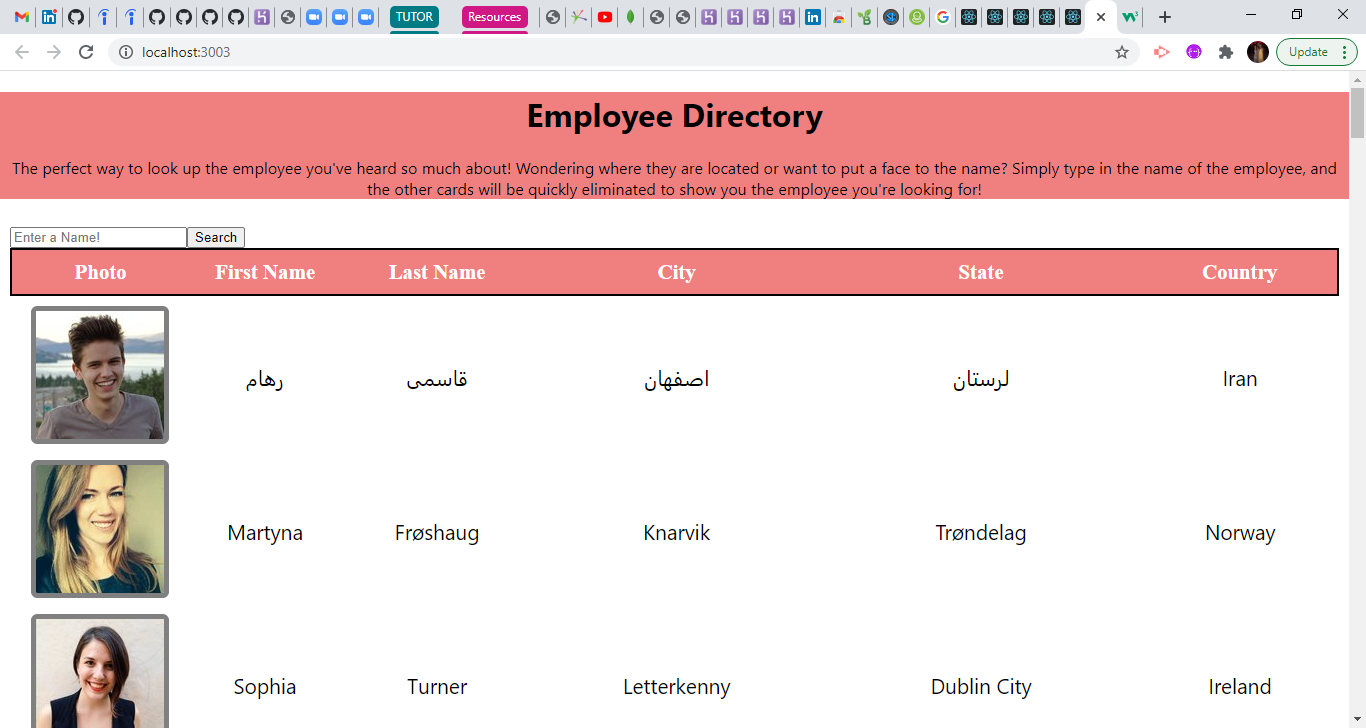 TUTOR
Resources
localhost:3003
Update
Employee Directory
The perfect way to look up the employee you've heard so much about! Wondering where they are located or want to put a face to the name? Simply type in the name of the employee, and
the other cards will be quickly eliminated to show you the employee you're looking for!
Enter a Name! Search
Photo First Name Last Name City State Country
رهام قاسمی اصفهان لرستان Iran
Martyna Frøshaug Knarvik Trøndelag Norway
Sophia Turner Letterkenny Dublin City Ireland